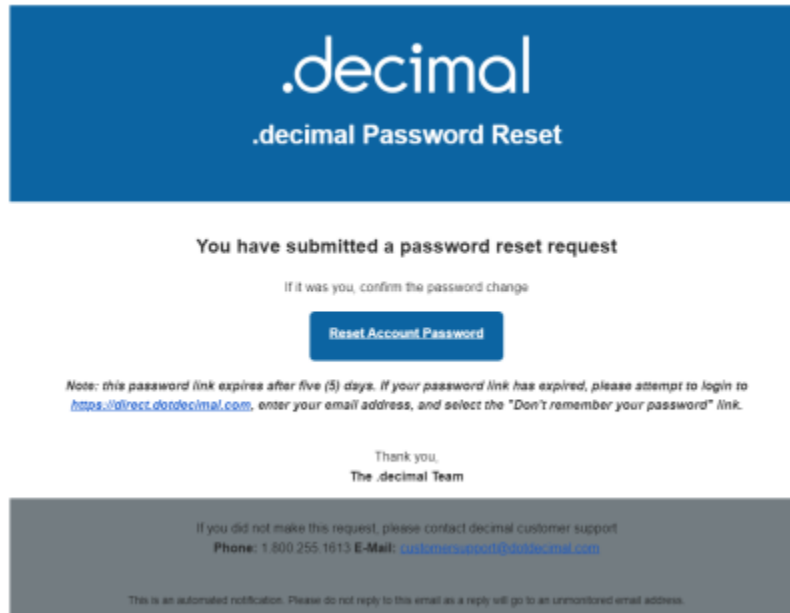 .decimal
.decimal Password Reset
You have submitted a password reset request
If it was you, confirm the password change
Reset Account Password
Note: this password link expires after five (5) days. If your password link has expired, please attempt to login to
https://direct.dotdecimal.com, enter your email address, and select the "Don't remember your password" link.
Thank you,
The .decimal Team
If you did not make this request, please contact decimal customer support
Phone: 1.800.255.1613 E-Mail: customersupport@dotdecimal.com
This is an automated notification. Please do not reply to this email as a reply will go to an unmonitored email address.